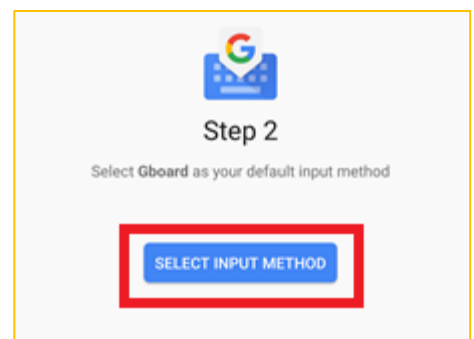 Step 2
Select Gboard as your default input method
SELECT INPUT METHOD